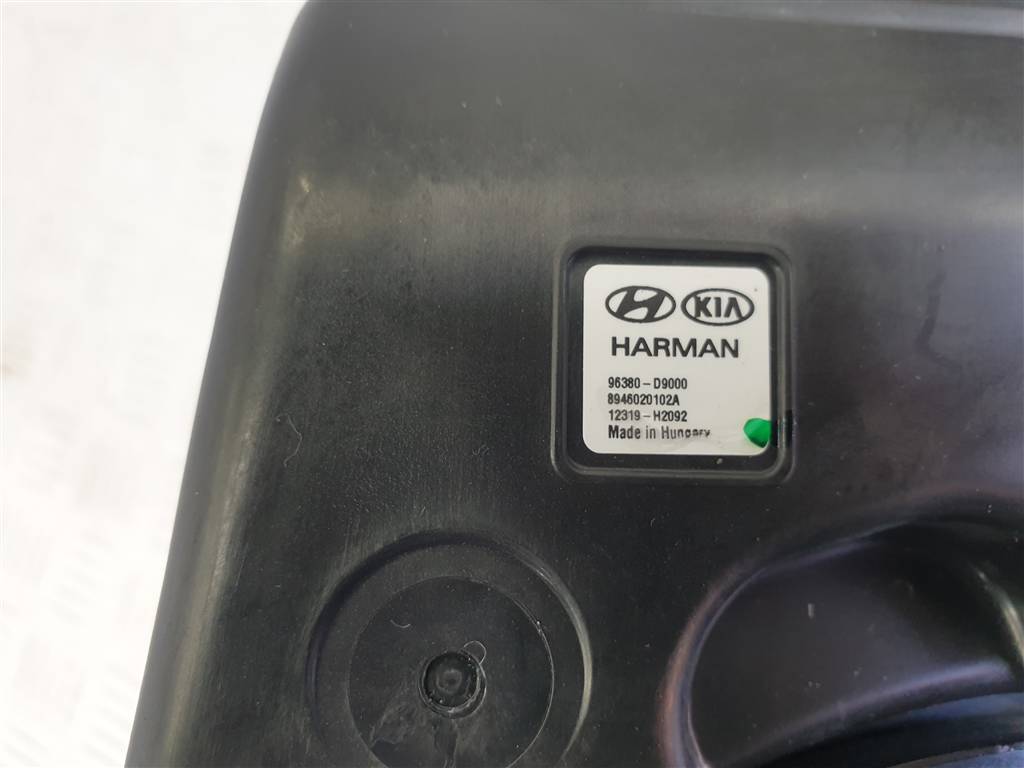 KIA
HARMAN
96380-D9000
8946020102A
12319-H2092
Made in Hungary